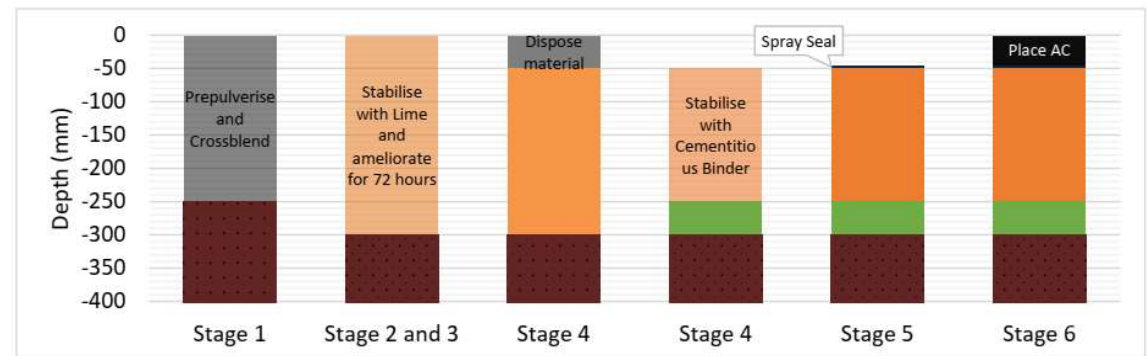 Depth (mm)
0
-50
-100
-150
-200
-250
-300
-350
-400
Prepulverise
and
Crossblend
Stabilise
with Lime
and
ameliorate
for 72 hours
Dispose
material
Stabilise
with
Cementitio
us Binder
Spray Seal
Place AC
Stage 1
Stage 2 and 3
Stage 4
Stage 4
Stage 5
Stage 6